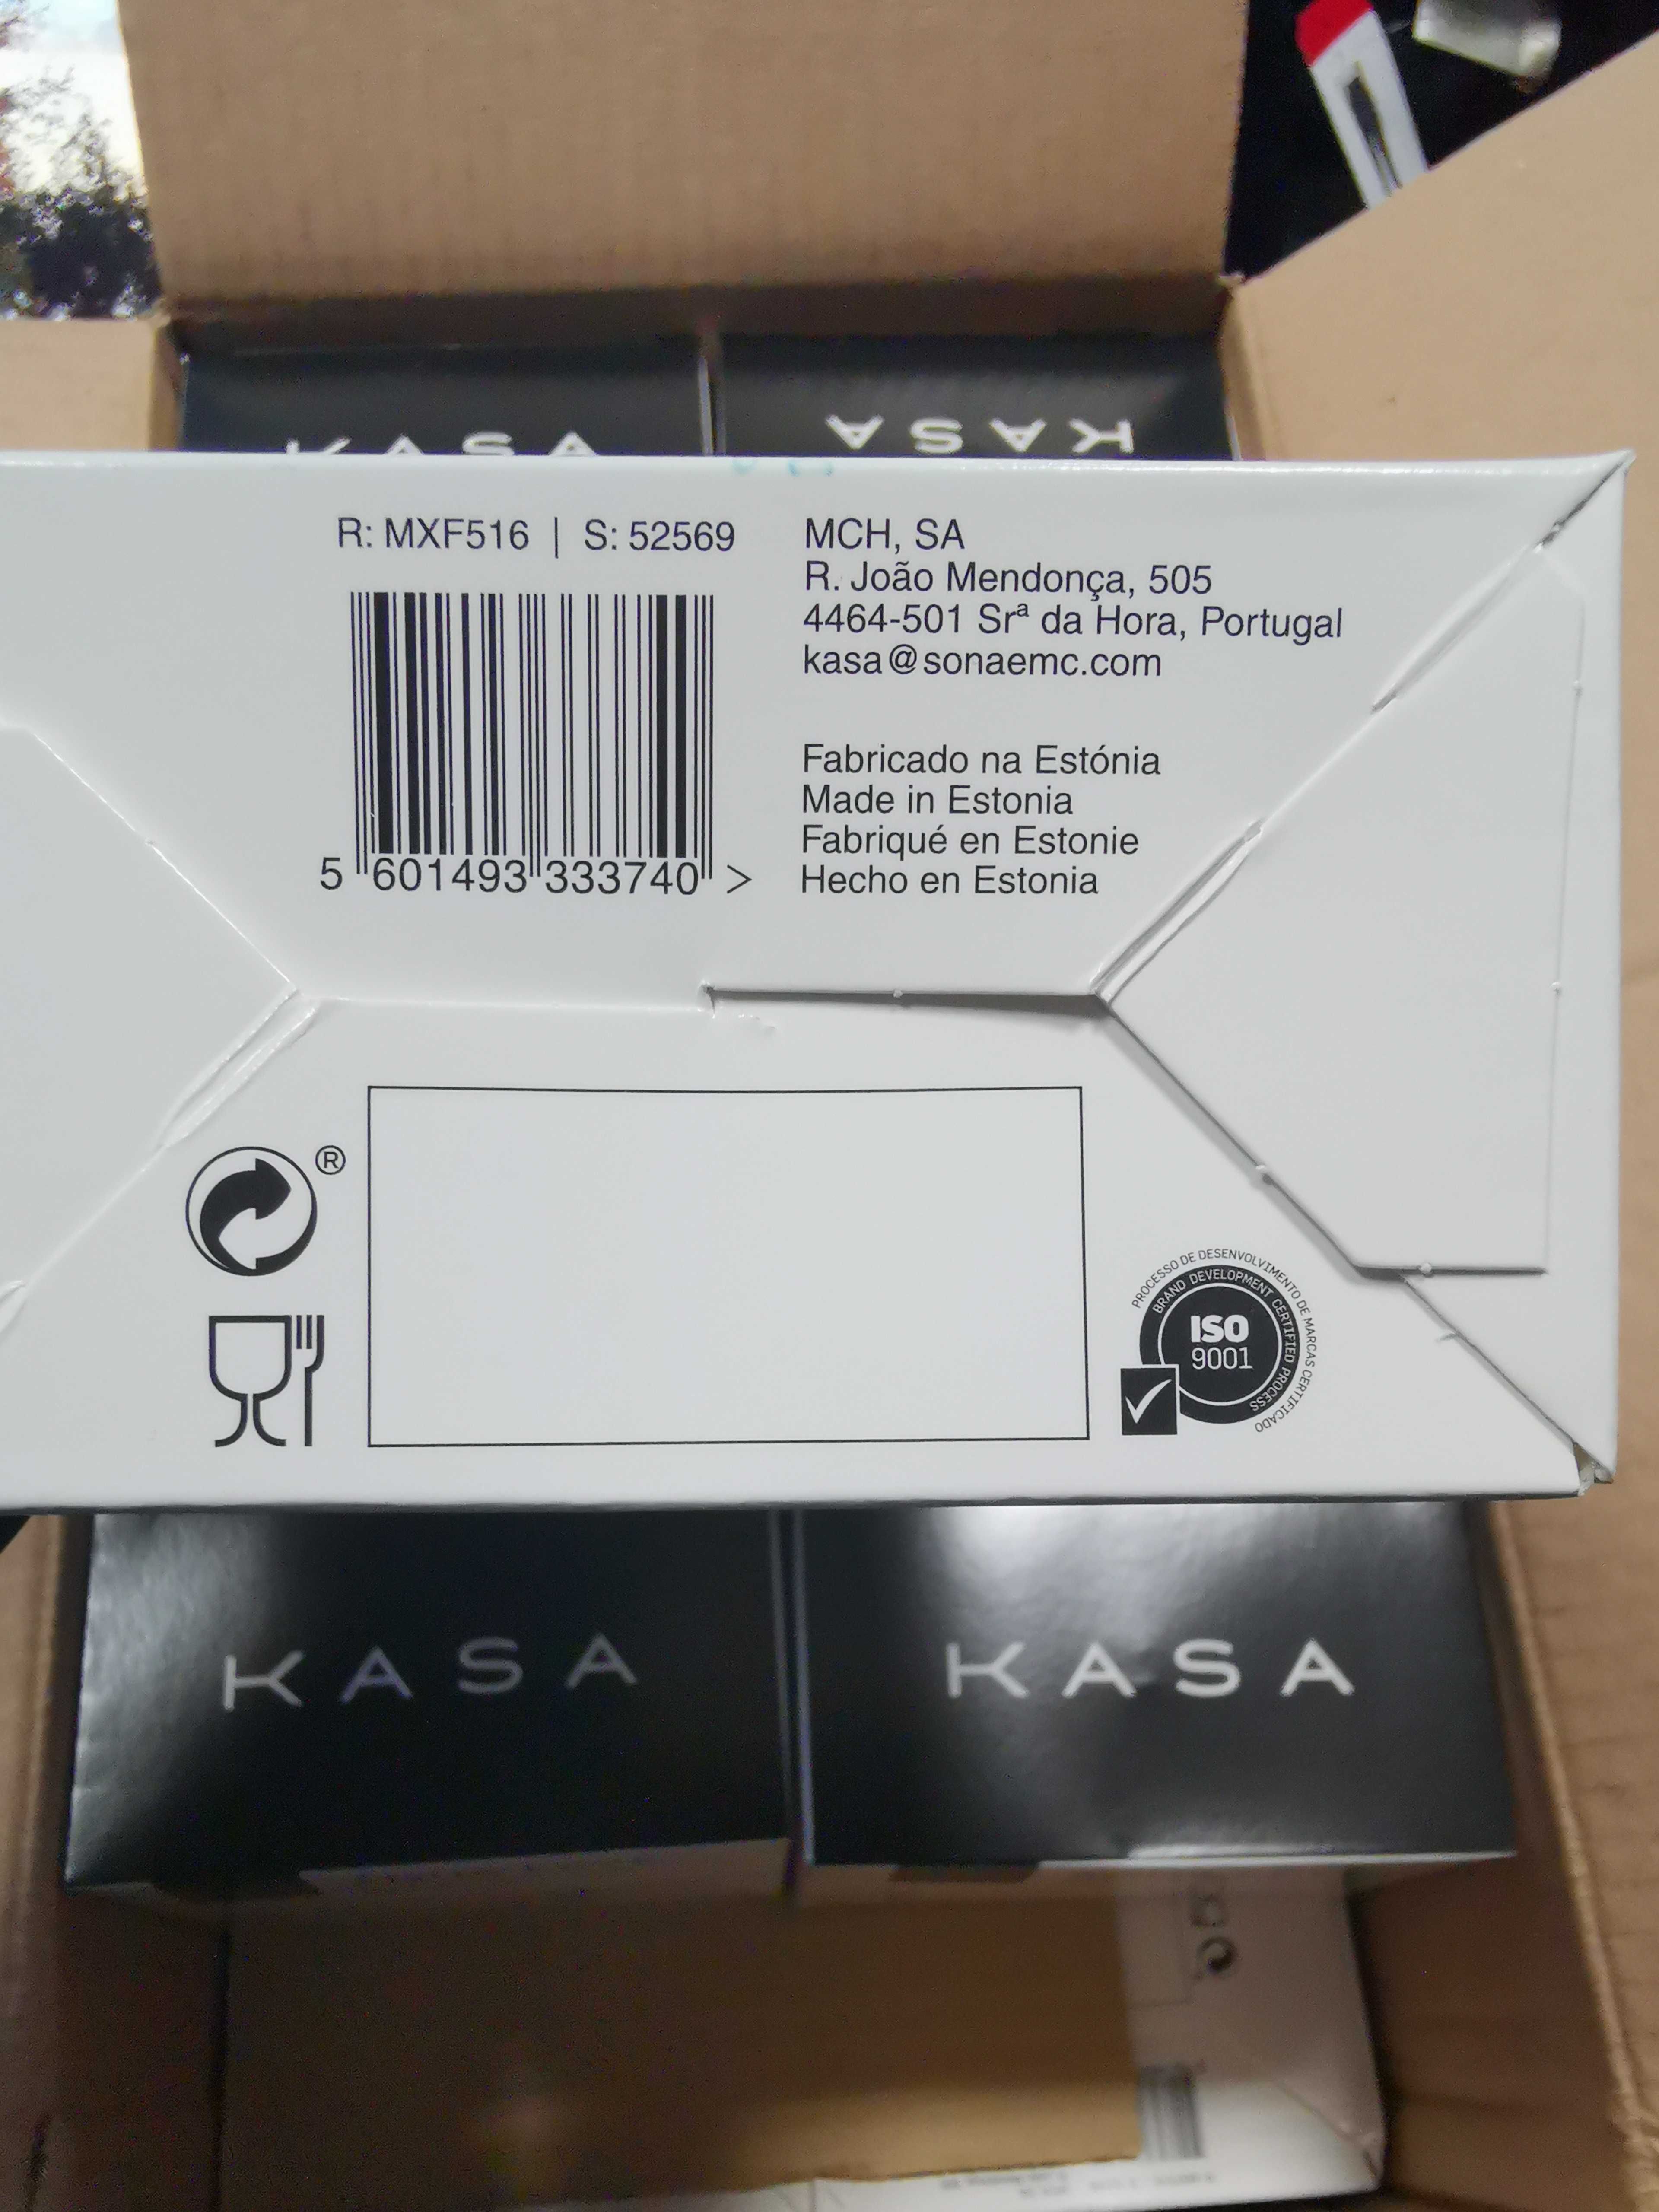 KASA
KASA
R: MXF516 | S: 52569
5 601493 333740 >
MCH, SA
R. João Mendonça, 505
4464-501 Srª da Hora, Portugal
kasa@sonaemc.com
Fabricado na Estónia
Made in Estonia
Fabriqué en Estonie
Hecho en Estonia
®
PROCESSO DE DESENVOLVIMENTO DE MARCAS CERTIFICADO
BRAND DEVELOPMENT CERTIFIED PROCESS
ISO
9001
KASA
KASA